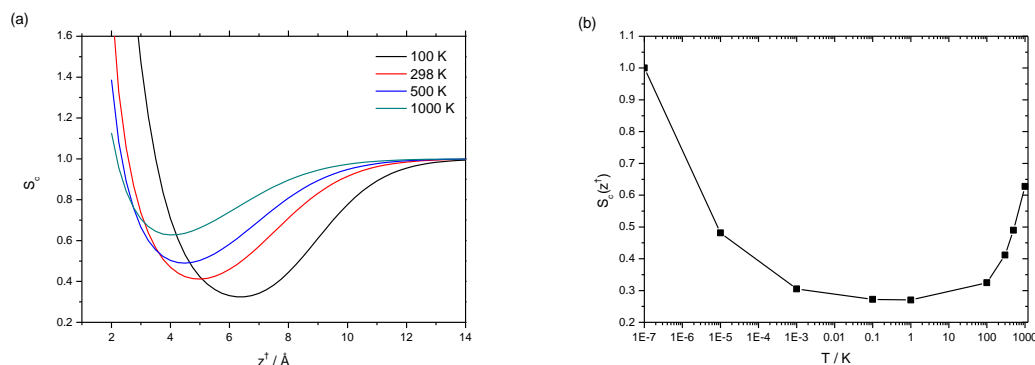 (a)
1.6
1.4
1.2
1.0
0.8
0.6
0.4
0.2
S_c
2
4
6
8
10
12
14
z† / Å
100 K
298 K
500 K
1000 K
(b)
1.1
1.0
0.9
0.8
0.7
0.6
0.5
0.4
0.3
0.2
S_c(z†)
1E-7 1E-6 1E-5 1E-4 1E-3 0.01 0.1 1 10 100 1000
T / K